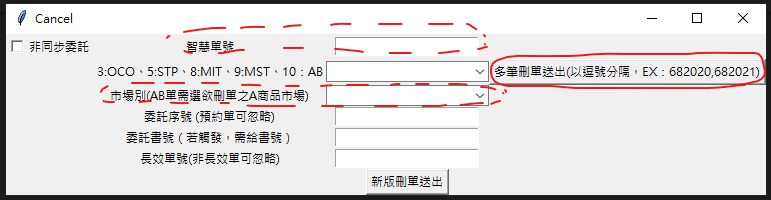 Cancel
非同步委託
智慧單號
3:OCO、5:STP、8:MIT、9:MST、10：AB
多筆刪單送出(以逗號分隔，EX：682020,682021)
市場別(AB單需選欲刪單之A商品市場)
委託序號 (預約單可忽略)
委託書號（若觸發，需給書號）
長效單號(非長效單可忽略)
新版刪單送出